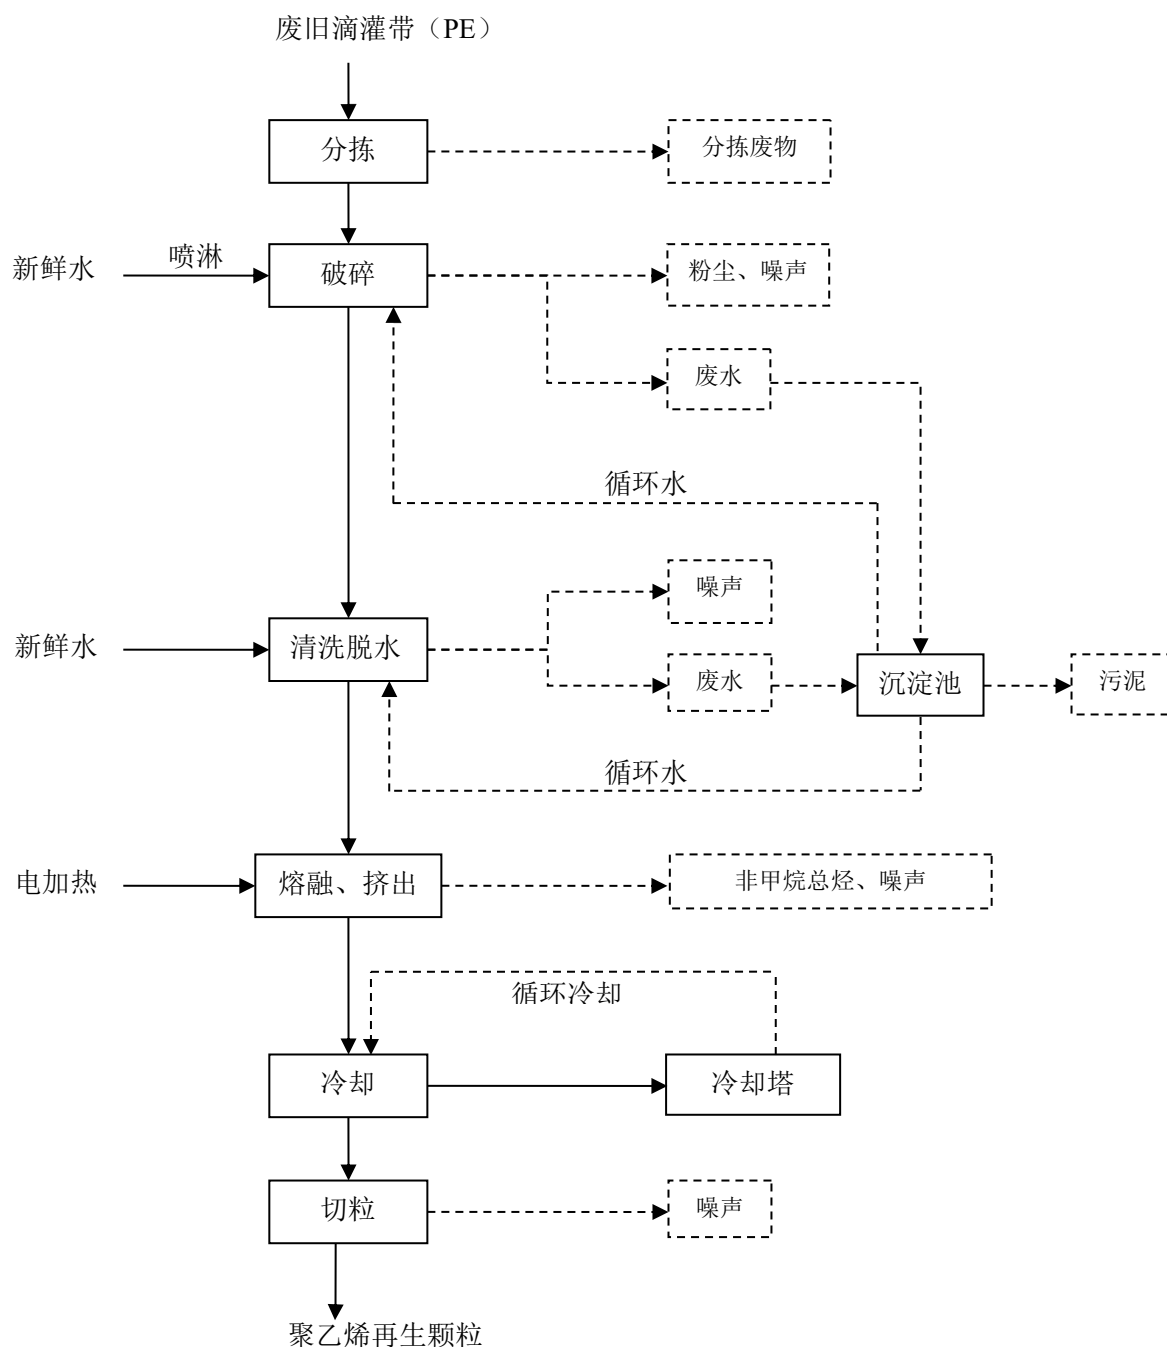 废旧滴灌带（PE）
分拣
分拣废物
新鲜水
喷淋
破碎
粉尘、噪声
废水
循环水
噪声
新鲜水
清洗脱水
废水
沉淀池
污泥
循环水
电加热
熔融、挤出
非甲烷总烃、噪声
循环冷却
冷却
冷却塔
切粒
噪声
聚乙烯再生颗粒